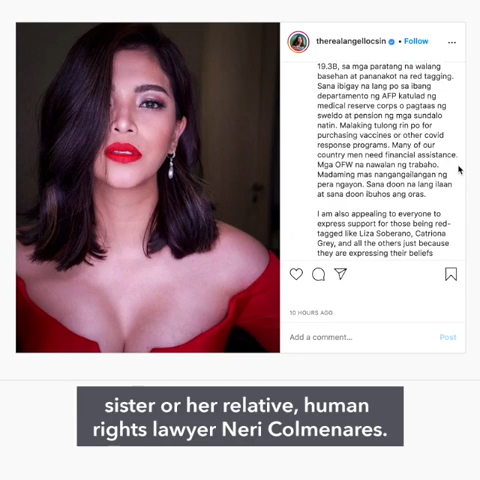 therealangellocsin • Follow
19.3B, sa mga paratang na walang
basehan at pananakot na red tagging.
Sana ibigay na lang po sa ibang
departamento ng AFP katulad ng
medical reserve corps o pagtaas ng
sweldo at pension ng mga sundalo
natin. Malaking tulong rin po for
purchasing vaccines or other covid
response programs. Many of our
country men need financial assistance.
Mga OFW na nawalan ng trabaho.
Madaming mas nangangailangan ng
pera ngayon. Sana doon na lang ilaan
at sana doon ibuhos ang oras.
I am also appealing to everyone to
express support for those being red-
tagged like Liza Soberano, Catriona
Grey, and all the others just because
they are expressing their beliefs
10 HOURS AGO
Add a comment... Post
sister or her relative, human
rights lawyer Neri Colmenares.